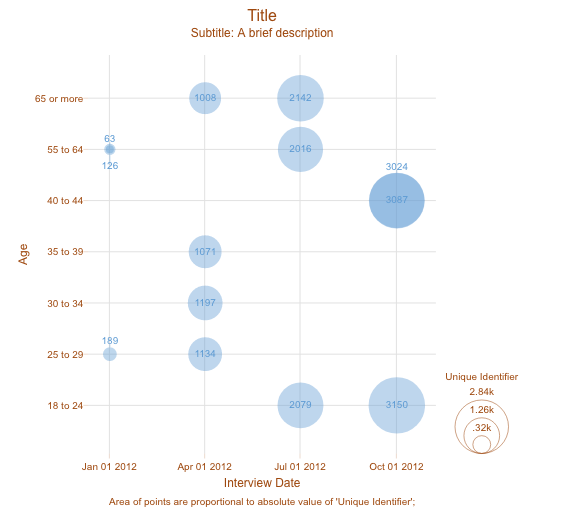 Title
Subtitle: A brief description
65 or more
1008
2142
63
55 to 64
2016
126
3024
40 to 44
3087
35 to 39
1071
Age
30 to 34
1197
189
25 to 29
1134
18 to 24
2079
3150
Unique Identifier
2.84k
1.26k
.32k
Jan 01 2012
Apr 01 2012
Jul 01 2012
Oct 01 2012
Interview Date
Area of points are proportional to absolute value of 'Unique Identifier';